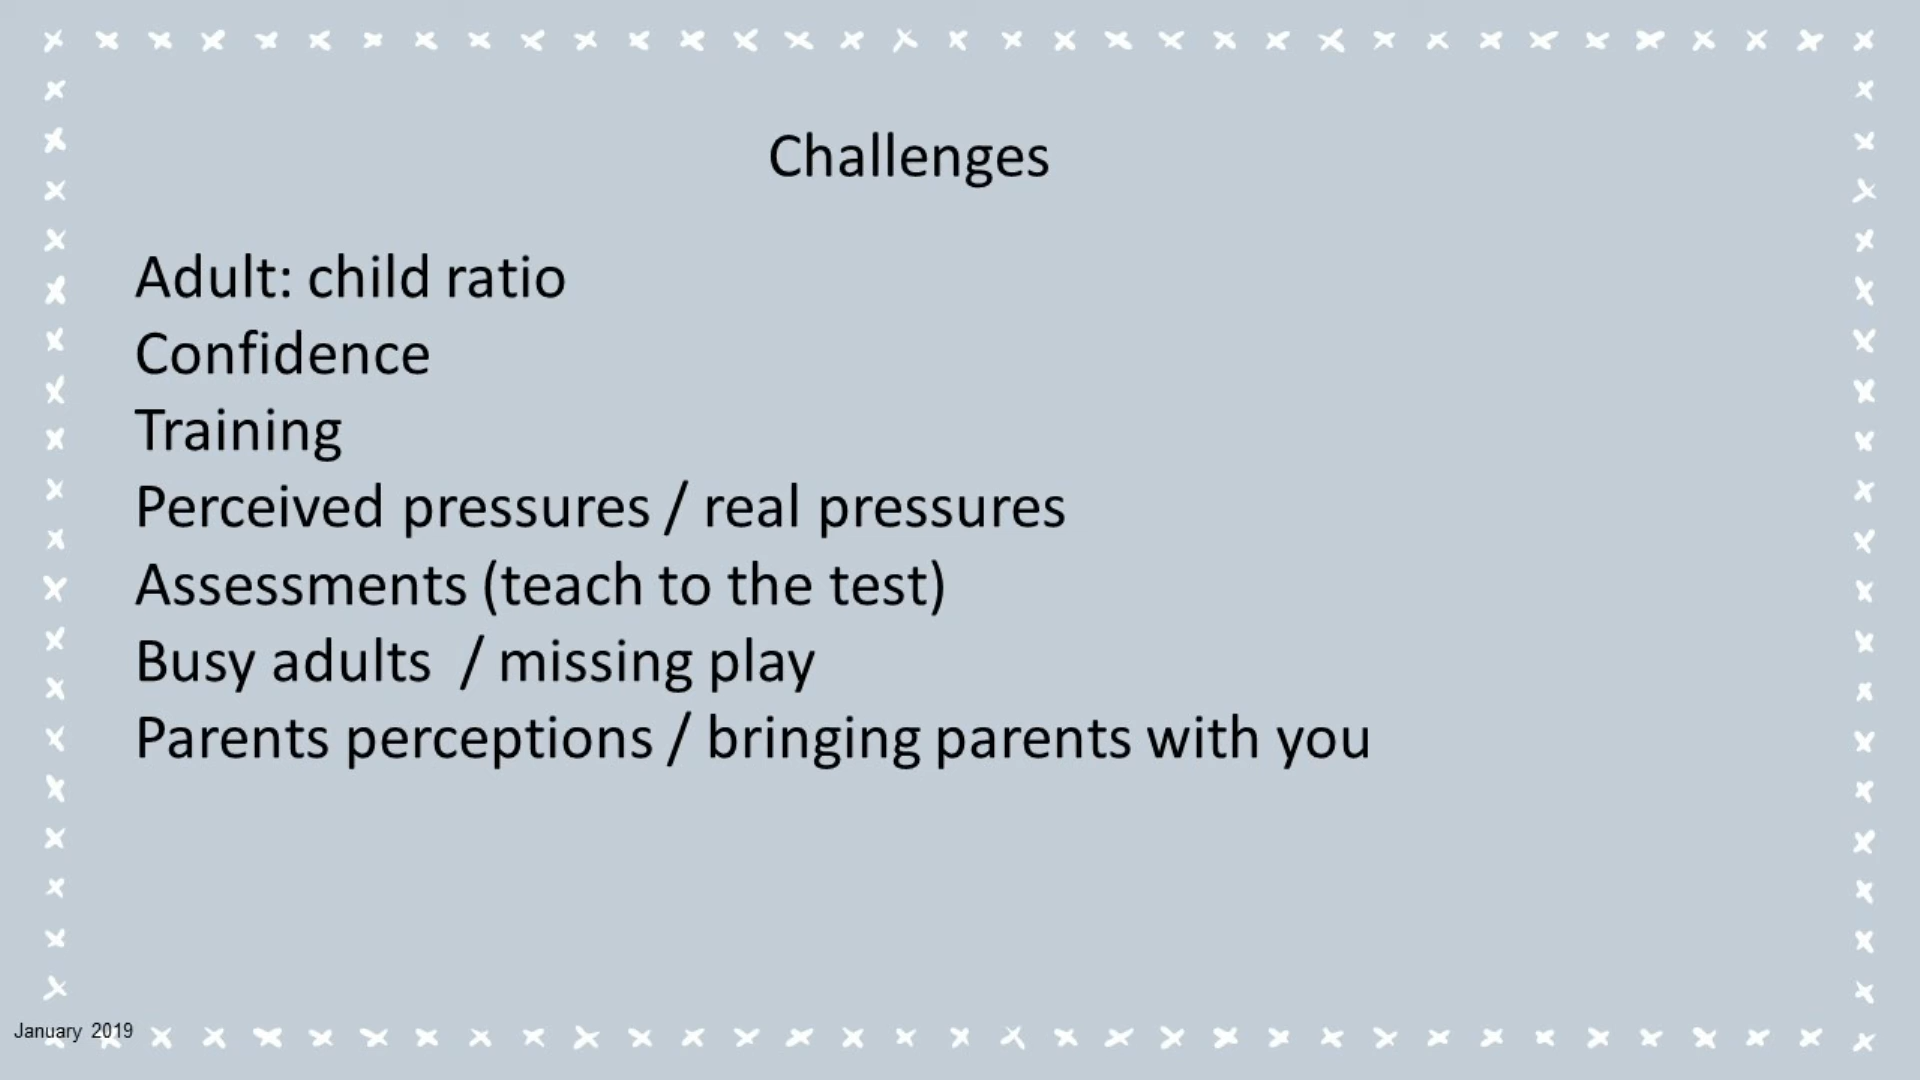 Challenges
Adult: child ratio
Confidence
Training
Perceived pressures / real pressures
Assessments (teach to the test)
Busy adults  / missing play
Parents perceptions / bringing parents with you
January 2019